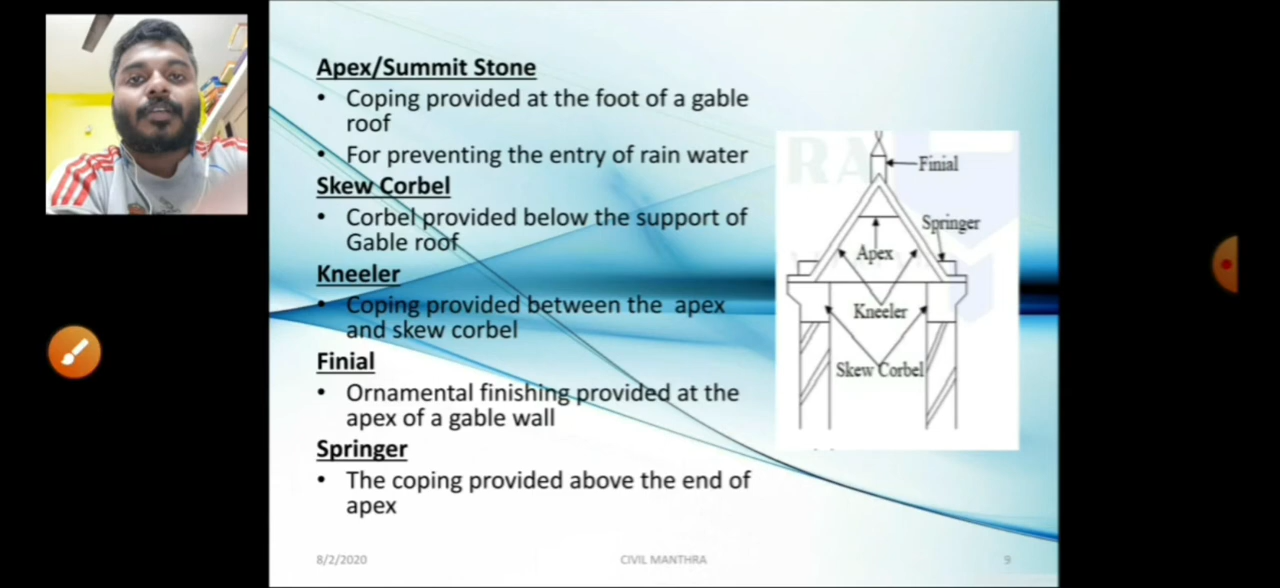 Apex/Summit Stone
• Coping provided at the foot of a gable
roof
• For preventing the entry of rain water
Skew Corbel
• Corbel provided below the support of
Gable roof
Kneeler
• Coping provided between the apex
and skew corbel
Finial
• Ornamental finishing provided at the
apex of a gable wall
Springer
• The coping provided above the end of
apex
RA
Finial
Springer
Apex
Kneeler
Skew Corbel
8/2/2020
CIVIL MANTHRA
9